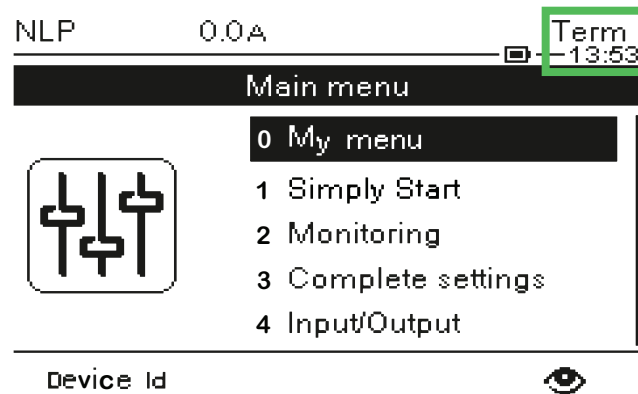 NLP 0.0A Term
13:53
Main menu
0 My menu
1 Simply Start
2 Monitoring
3 Complete settings
4 Input/Output
Device Id